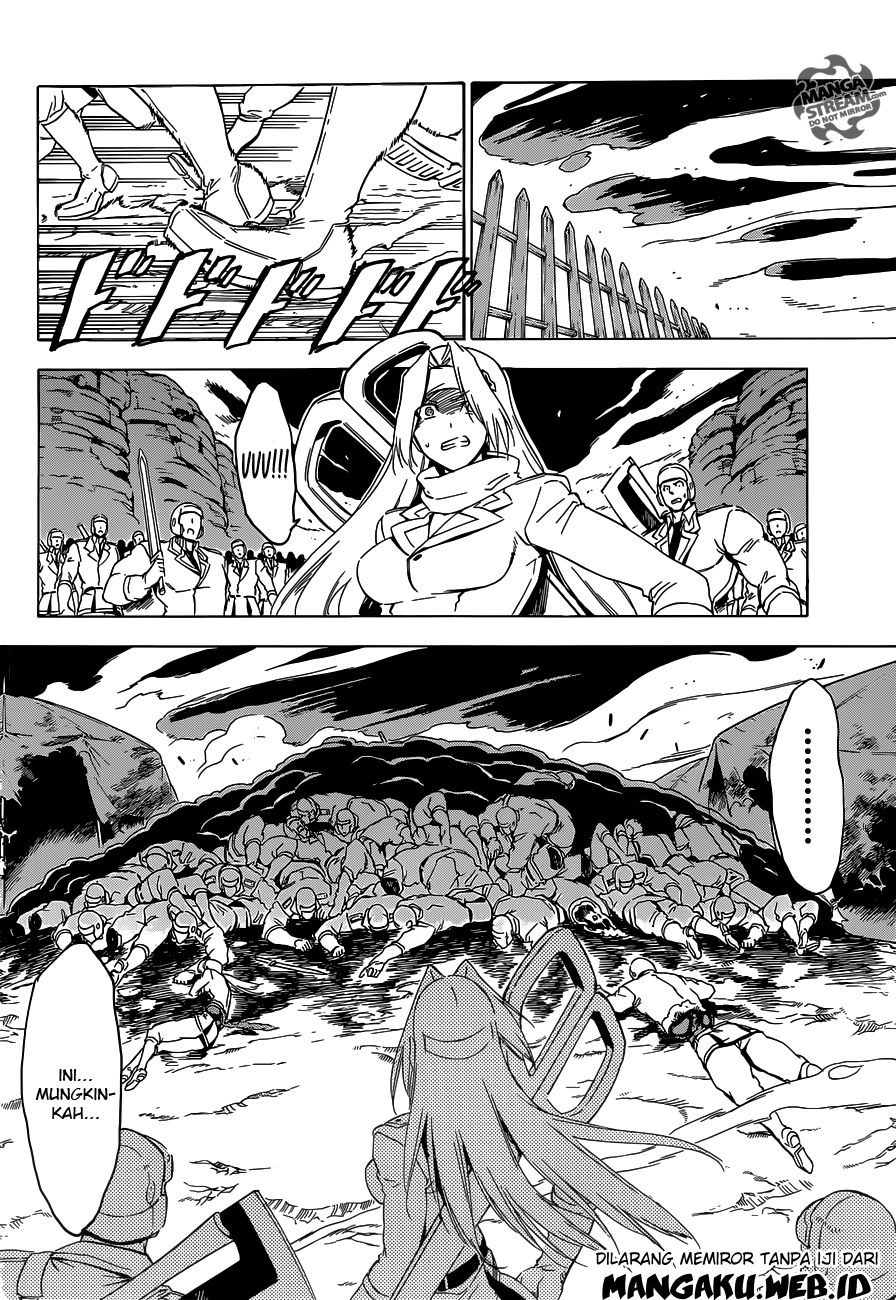 MANGA
STREAM.com
DO NOT MIRROR
ドドドドド
UUU!!!
.........
INI...
MUNGKIN-
KAH...
DILARANG MEMIROR TANPA IJI DARI
MANGAKU.WEB.ID